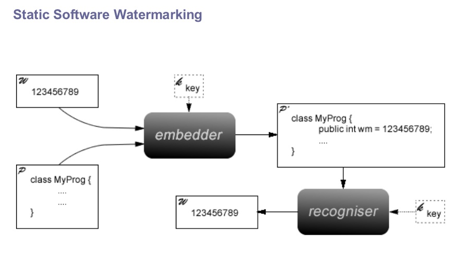 Static Software Watermarking
W
123456789
k
key
embedder
P
class MyProg {
....
....
}
P'
class MyProg {
public int wm = 123456789;
....
}
W
123456789
recogniser
k
key